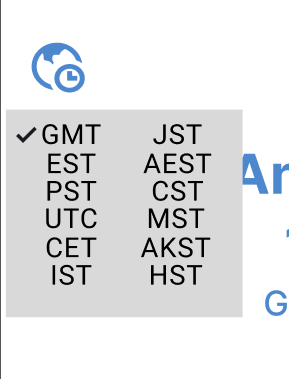 GMT JST
EST AEST
PST CST
UTC MST
CET AKST
IST HST